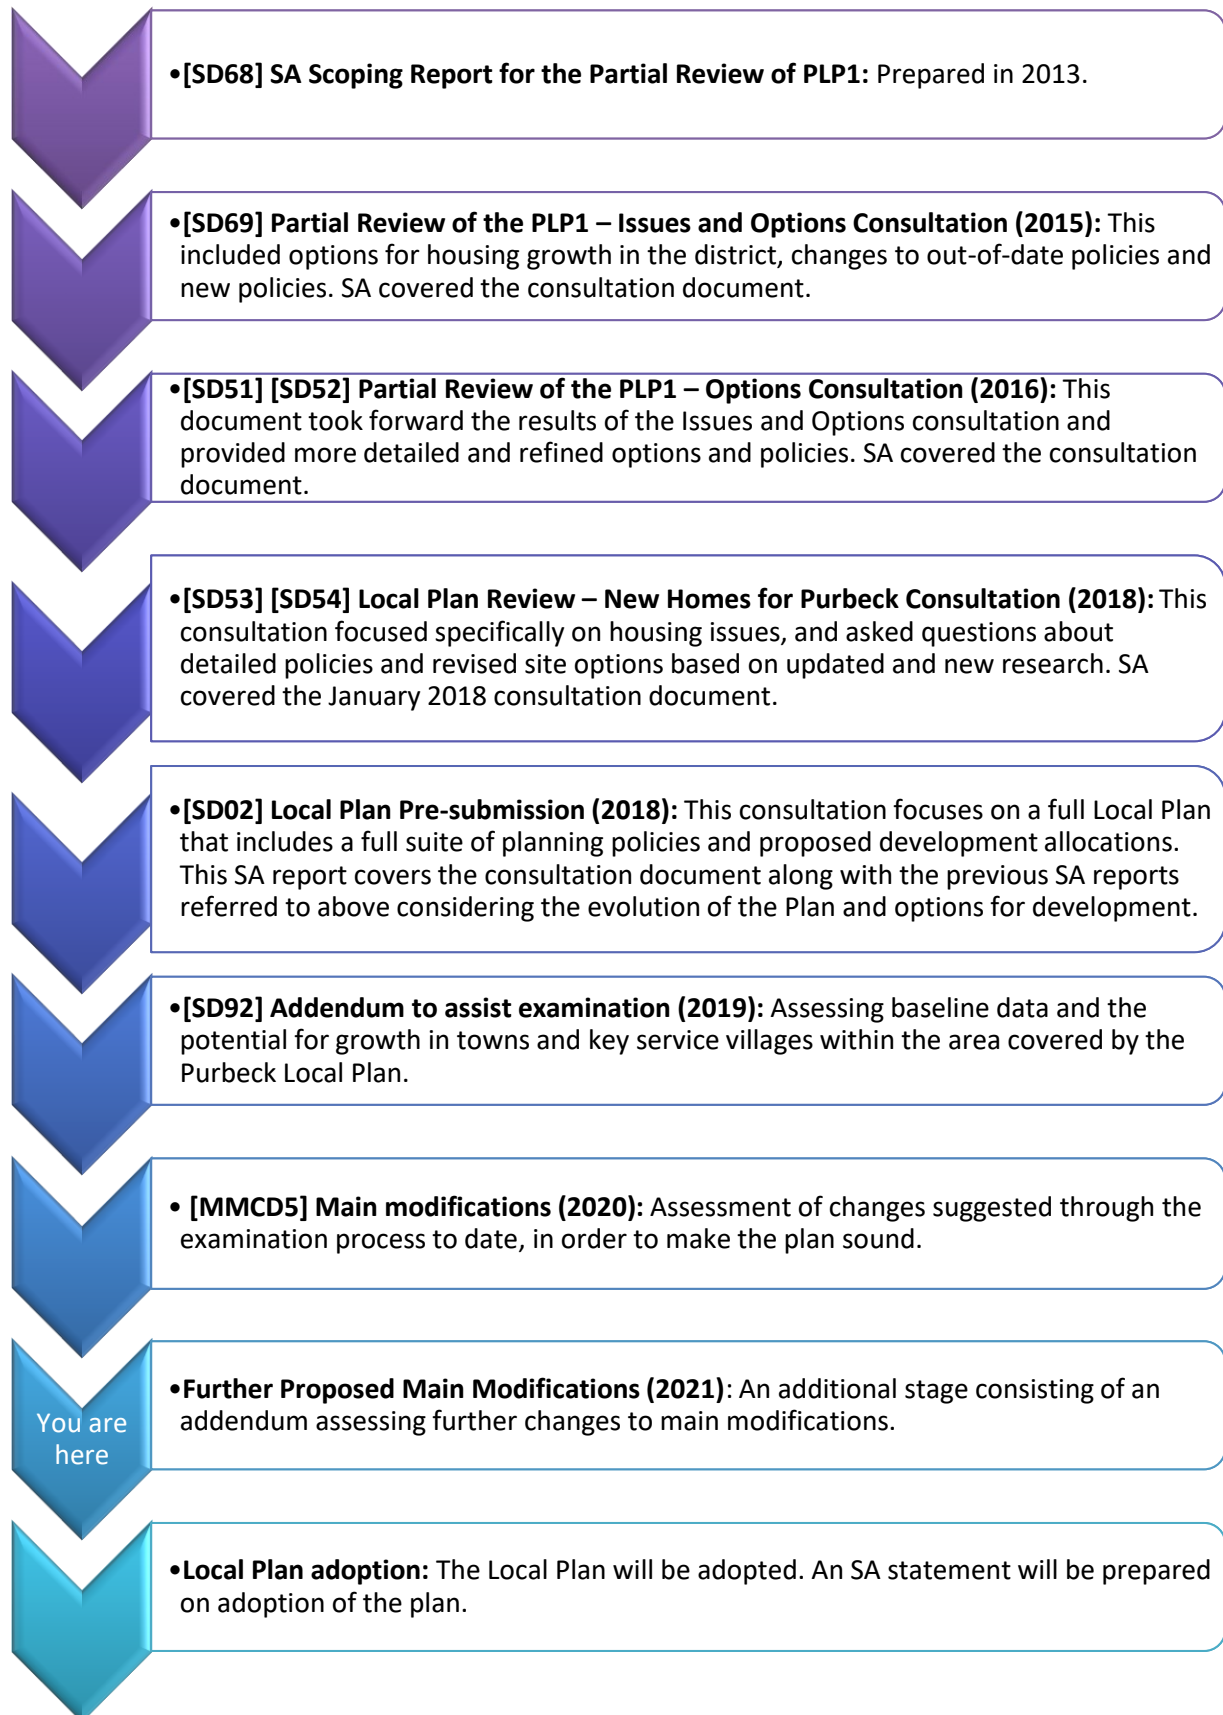 •[SD68] SA Scoping Report for the Partial Review of PLP1: Prepared in 2013.
•[SD69] Partial Review of the PLP1 – Issues and Options Consultation (2015): This
included options for housing growth in the district, changes to out-of-date policies and
new policies. SA covered the consultation document.
•[SD51] [SD52] Partial Review of the PLP1 – Options Consultation (2016): This
document took forward the results of the Issues and Options consultation and
provided more detailed and refined options and policies. SA covered the consultation
document.
•[SD53] [SD54] Local Plan Review – New Homes for Purbeck Consultation (2018): This
consultation focused specifically on housing issues, and asked questions about
detailed policies and revised site options based on updated and new research. SA
covered the January 2018 consultation document.
•[SD02] Local Plan Pre-submission (2018): This consultation focuses on a full Local Plan
that includes a full suite of planning policies and proposed development allocations.
This SA report covers the consultation document along with the previous SA reports
referred to above considering the evolution of the Plan and options for development.
•[SD92] Addendum to assist examination (2019): Assessing baseline data and the
potential for growth in towns and key service villages within the area covered by the
Purbeck Local Plan.
• [MMCD5] Main modifications (2020): Assessment of changes suggested through the
examination process to date, in order to make the plan sound.
You are
here
•Further Proposed Main Modifications (2021): An additional stage consisting of an
addendum assessing further changes to main modifications.
•Local Plan adoption: The Local Plan will be adopted. An SA statement will be prepared
on adoption of the plan.